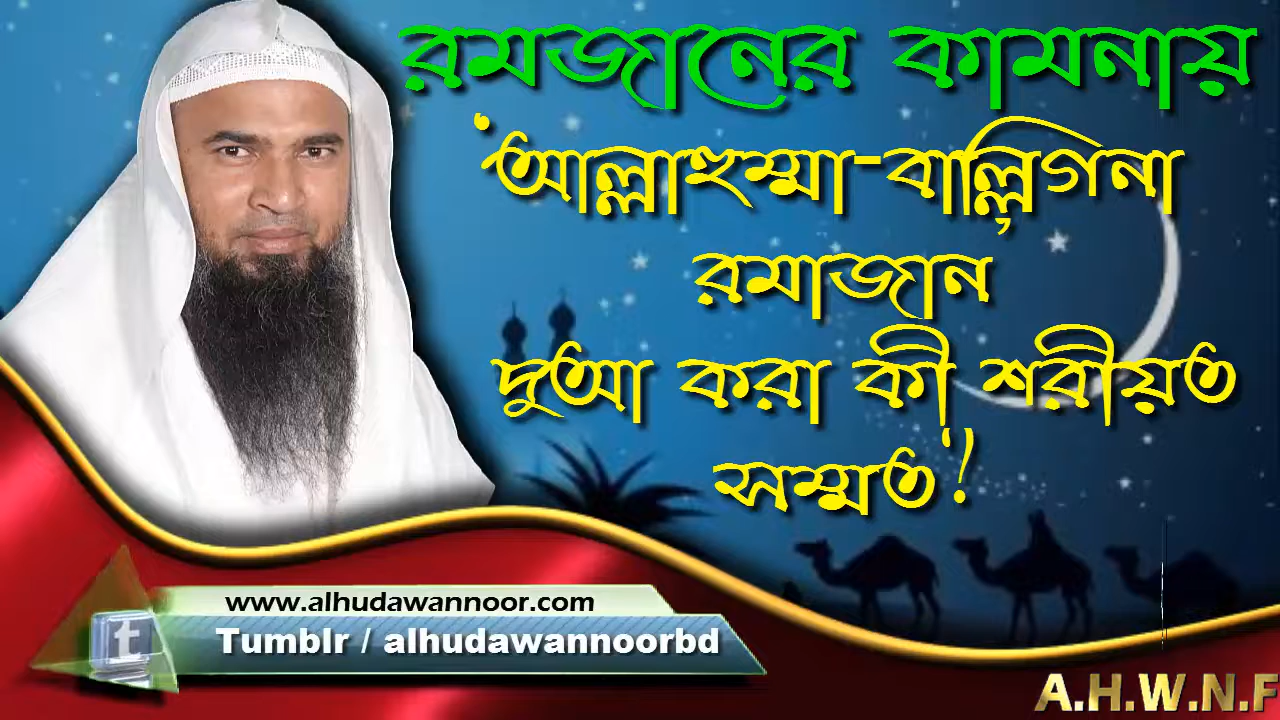 রমজানের কামনায়
'আল্লাহুম্মা-বাল্লিগনা
রমাজান
দুআ করা কী শরীয়ত
সম্মত'!
www.alhudawannoor.com
t
Tumblr / alhudawannoorbd
A.H.W.N.F